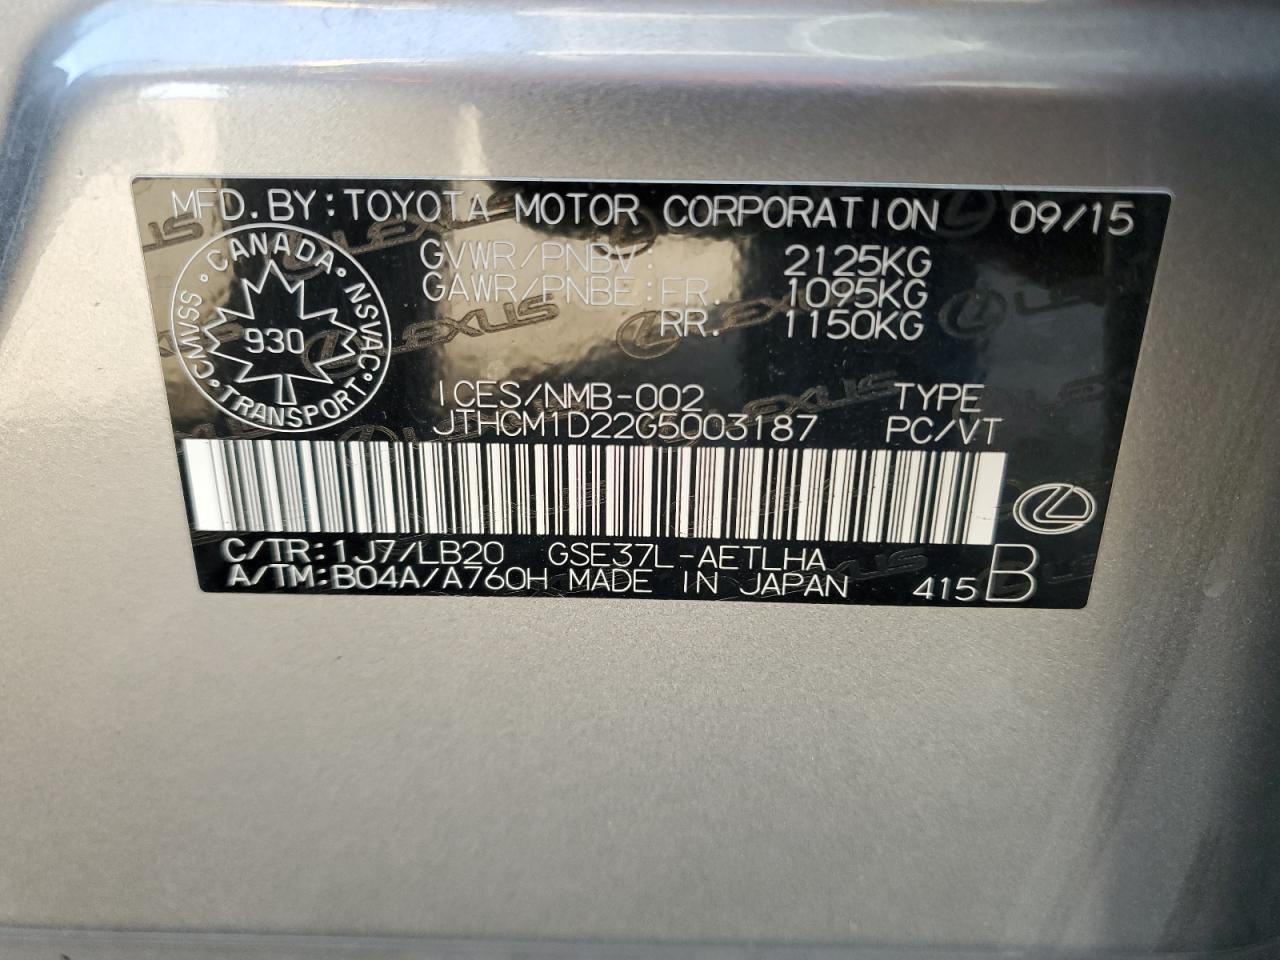 MFD.BY:TOYOTA MOTOR CORPORATION 09/15
GVWR/PNBV: 2125KG
GAWR/PNBE:FR. 1095KG
RR. 1150KG
CANADA
CMVSS
NSVAC
930
TRANSPORT
ICES/NMB-002 TYPE
JTHCM1D22G5003187 PC/VT
C/TR:1J7/LB20 GSE37L-AETLHA
A/TM:B04A/A760H MADE IN JAPAN 415 B
LEXUS